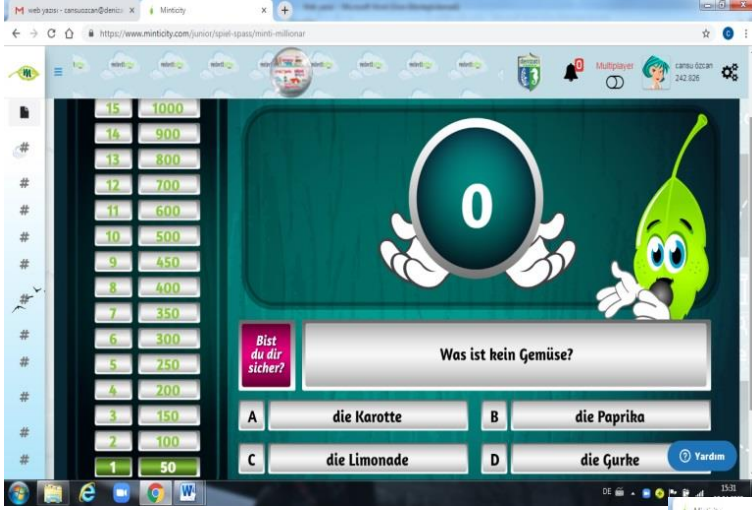 web yazısı - cansuozcan@deniz
Minticity
https://www.minticity.com/junior/spiel-spass/minti-millionar
Multiplayer
cansu özcan
242.826
0
15 1000
14 900
13 800
12 700
11 600
10 500
9 450
8 400
7 350
6 300
5 250
4 200
3 150
2 100
1 50
0
Bist
du dir
sicher?
Was ist kein Gemüse?
A die Karotte
B die Paprika
C die Limonade
D die Gurke
Yardım
DE
15:31